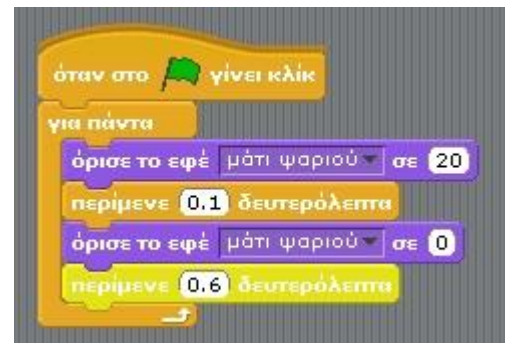 όταν στο γίνει κλίκ
για πάντα
όρισε το εφέ μάτι ψαριού σε 20
περίμενε 0.1 δευτερόλεπτα
όρισε το εφέ μάτι ψαριού σε 0
περίμενε 0.6 δευτερόλεπτα